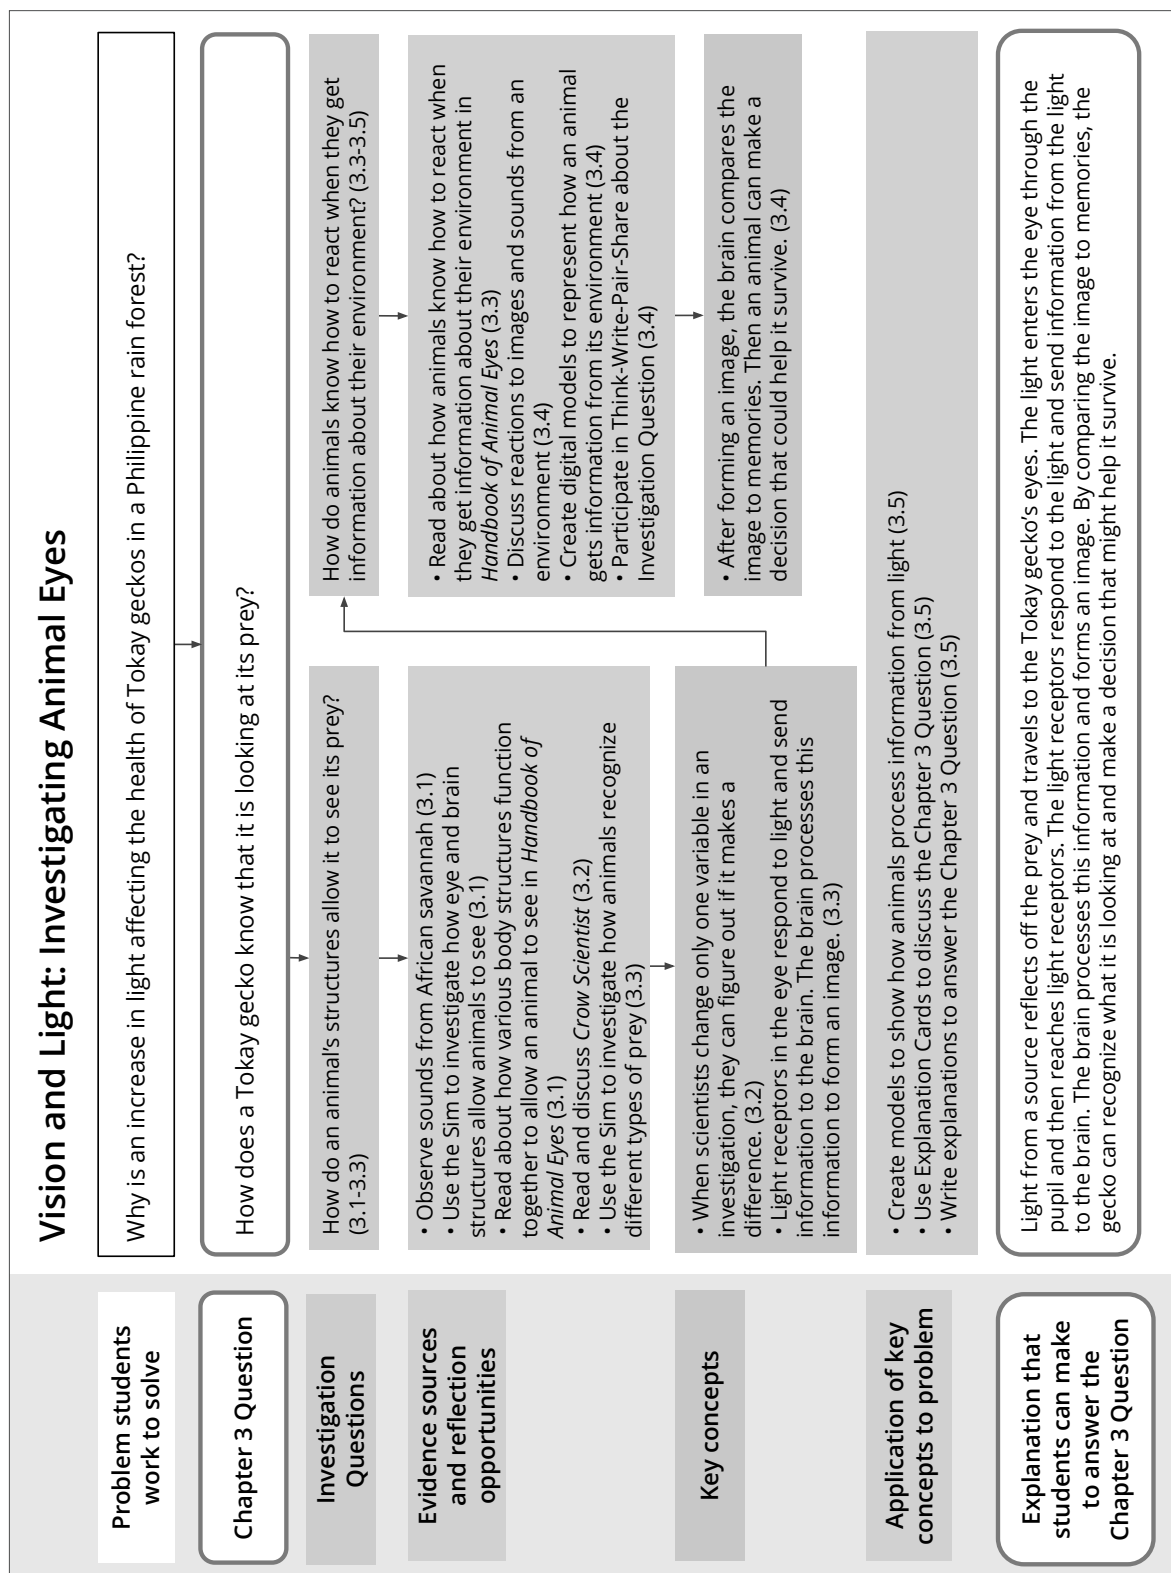 Vision and Light: Investigating Animal Eyes
Problem students
work to solve
Why is an increase in light affecting the health of Tokay geckos in a Philippine rain forest?
Chapter 3 Question
How does a Tokay gecko know that it is looking at its prey?
Investigation
Questions
How do an animal’s structures allow it to see its prey?
(3.1-3.3)
How do animals know how to react when they get
information about their environment? (3.3-3.5)
Evidence sources
and reflection
opportunities
• Observe sounds from African savannah (3.1)
• Use the Sim to investigate how eye and brain
structures allow animals to see (3.1)
• Read about how various body structures function
together to allow an animal to see in Handbook of
Animal Eyes (3.1)
• Read and discuss Crow Scientist (3.2)
• Use the Sim to investigate how animals recognize
different types of prey (3.3)
• Read about how animals know how to react when
they get information about their environment in
Handbook of Animal Eyes (3.3)
• Discuss reactions to images and sounds from an
environment (3.4)
• Create digital models to represent how an animal
gets information from its environment (3.4)
• Participate in Think-Write-Pair-Share about the
Investigation Question (3.4)
Key concepts
• When scientists change only one variable in an
investigation, they can figure out if it makes a
difference. (3.2)
• Light receptors in the eye respond to light and send
information to the brain. The brain processes this
information to form an image. (3.3)
• After forming an image, the brain compares the
image to memories. Then an animal can make a
decision that could help it survive. (3.4)
Application of key
concepts to problem
• Create models to show how animals process information from light (3.5)
• Use Explanation Cards to discuss the Chapter 3 Question (3.5)
• Write explanations to answer the Chapter 3 Question (3.5)
Explanation that
students can make
to answer the
Chapter 3 Question
Light from a source reflects off the prey and travels to the Tokay gecko’s eyes. The light enters the eye through the
pupil and then reaches light receptors. The light receptors respond to the light and send information from the light
to the brain. The brain processes this information and forms an image. By comparing the image to memories, the
gecko can recognize what it is looking at and make a decision that might help it survive.